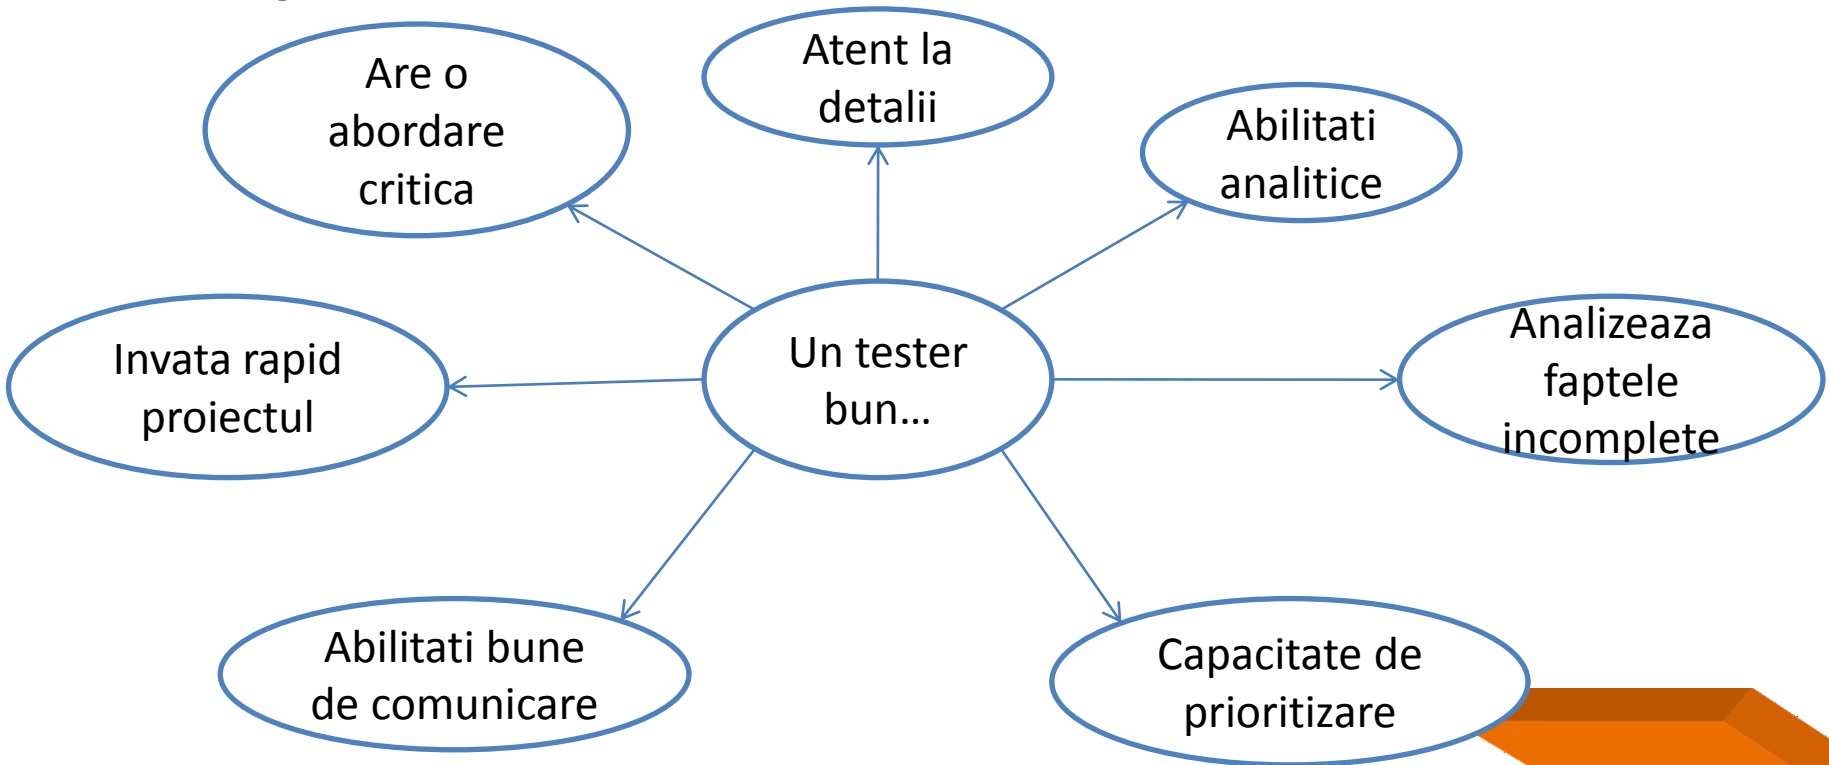 Are o
abordare
critica
Atent la
detalii
Abilitati
analitice
Invata rapid
proiectul
Un tester
bun...
Analizeaza
faptele
incomplete
Abilitati bune
de comunicare
Capacitate de
prioritizare